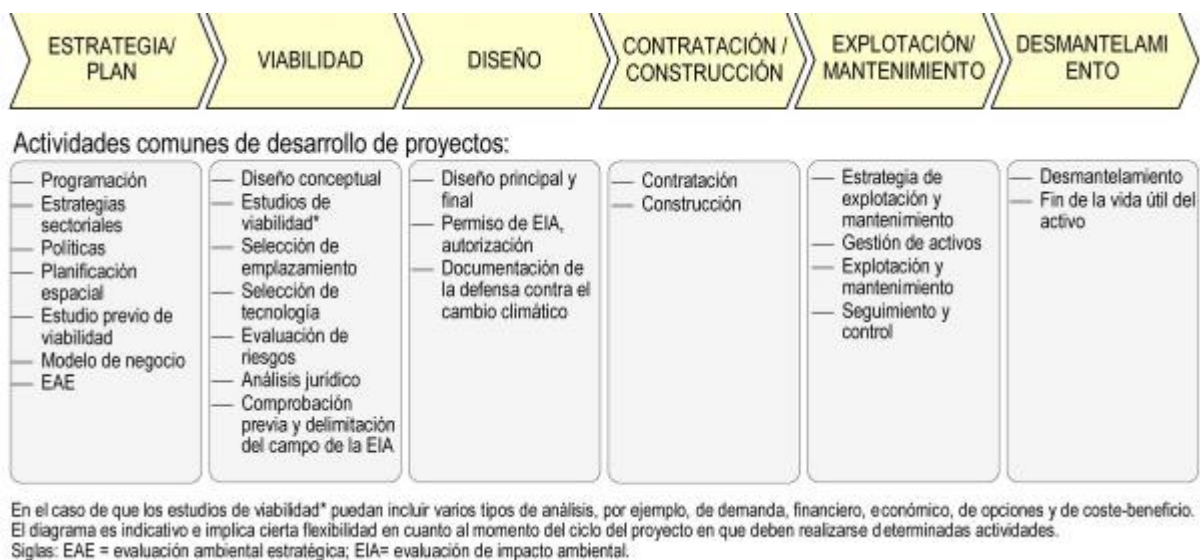 ESTRATEGIA/
PLAN
VIABILIDAD
DISEÑO
CONTRATACIÓN /
CONSTRUCCIÓN
EXPLOTACIÓN/
MANTENIMIENTO
DESMANTELAMI
ENTO
Actividades comunes de desarrollo de proyectos:
— Programación
— Estrategias
sectoriales
— Políticas
— Planificación
espacial
— Estudio previo de
viabilidad
— Modelo de negocio
— EAE
— Diseño conceptual
— Estudios de
viabilidad*
— Selección de
emplazamiento
— Selección de
tecnología
— Evaluación de
riesgos
— Análisis jurídico
— Comprobación
previa y delimitación
del campo de la EIA
— Diseño principal y
final
— Permiso de EIA,
autorización
— Documentación de
la defensa contra el
cambio climático
— Contratación
— Construcción
— Estrategia de
explotación y
mantenimiento
— Gestión de activos
— Explotación y
mantenimiento
— Seguimiento y
control
— Desmantelamiento
— Fin de la vida útil del
activo
En el caso de que los estudios de viabilidad* puedan incluir varios tipos de análisis, por ejemplo, de demanda, financiero, económico, de opciones y de coste-beneficio.
El diagrama es indicativo e implica cierta flexibilidad en cuanto al momento del ciclo del proyecto en que deben realizarse determinadas actividades.
Siglas: EAE = evaluación ambiental estratégica; EIA= evaluación de impacto ambiental.